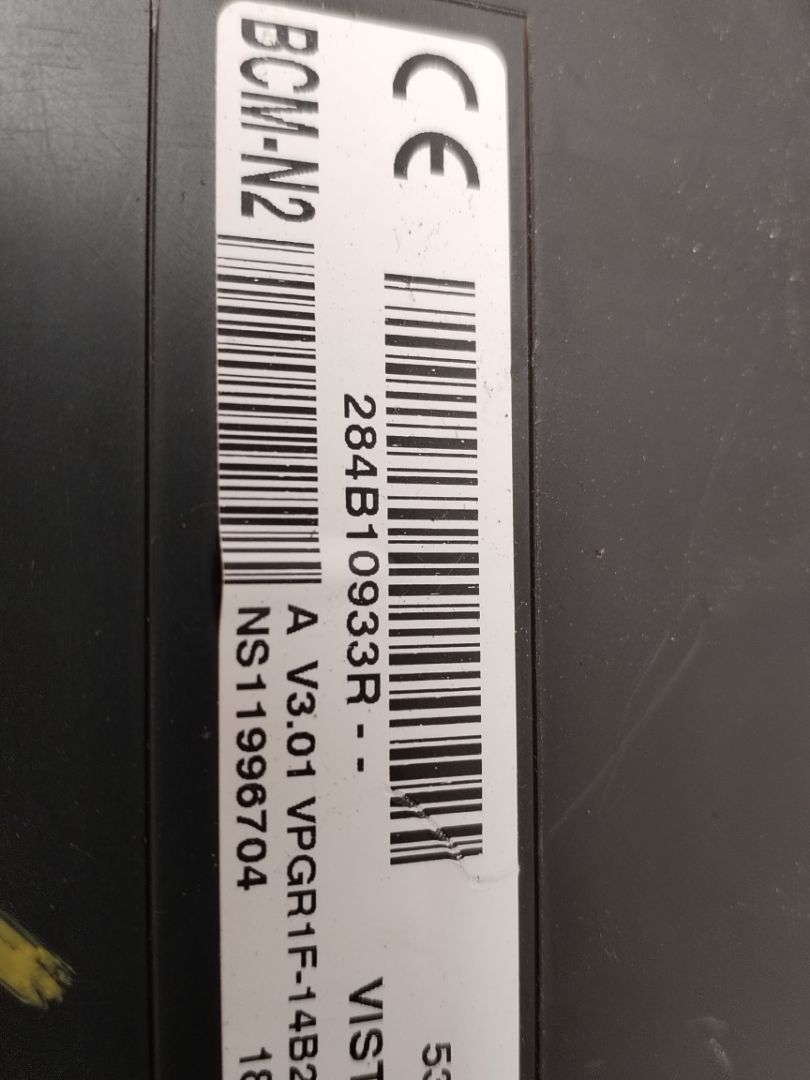 CE
53
284B10933R--
VIST
BCM-N2
A V3.01 VPGR1F-14B2
NS11996704
18